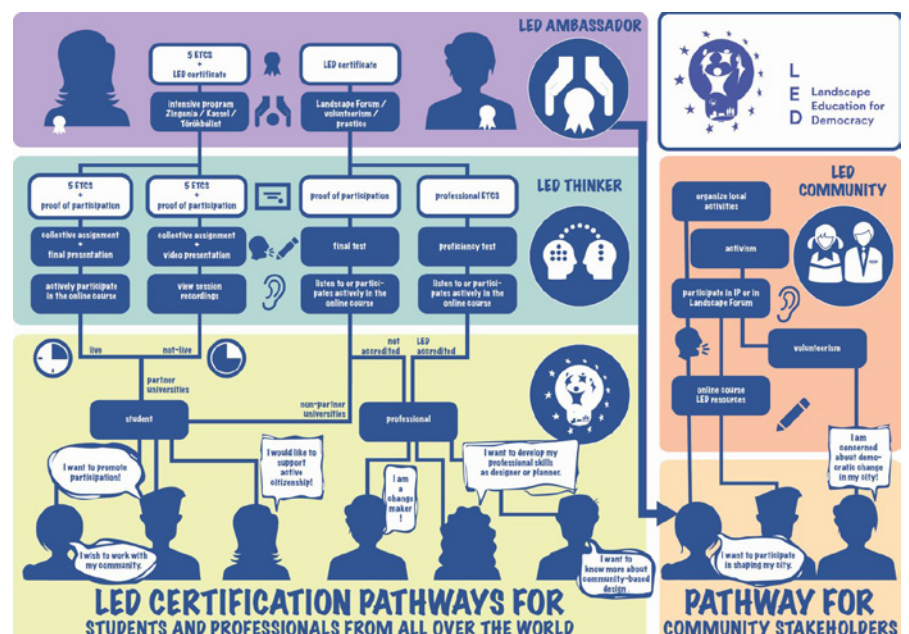 LED AMBASSADOR
5 ETCS
+
LED certificate
LED certificate
Intensive program
Zingonia / Kassel /
Törökbálint
Landscape Forum /
volunteerism /
practice
L
E
D
Landscape
Education for
Democracy
LED THINKER
5 ETCS
+
proof of participation
5 ETCS
+
proof of participation
proof of participation
professional ETCS
collective assignment
+
final presentation
collective assignment
+
video presentation
final test
proficiency test
actively participate
in the online course
view session
recordings
listen to or partici-
pates actively in the
online course
listen to or partici-
pates actively in the
online course
live
not-live
not
accredited
LED
accredited
partner
universities
non-partner
universities
student
professional
I want to promote
participation!
I would like to
support
active
citizenship!
I wish to work with
my community.
I am
a
change
maker
!
I want to develop my
professional skills
as designer or planner.
I want to
know more about
community-based
design.
LED CERTIFICATION PATHWAYS FOR
STUDENTS AND PROFESSIONALS FROM ALL OVER THE WORLD
LED
COMMUNITY
organize local
activities
activism
participate in IP or in
Landscape Forum
volunteerism
online course
LED resources
I am
concerned
about demo-
cratic change
in my city!
I want to participate
in shaping my city.
PATHWAY FOR
COMMUNITY STAKEHOLDERS